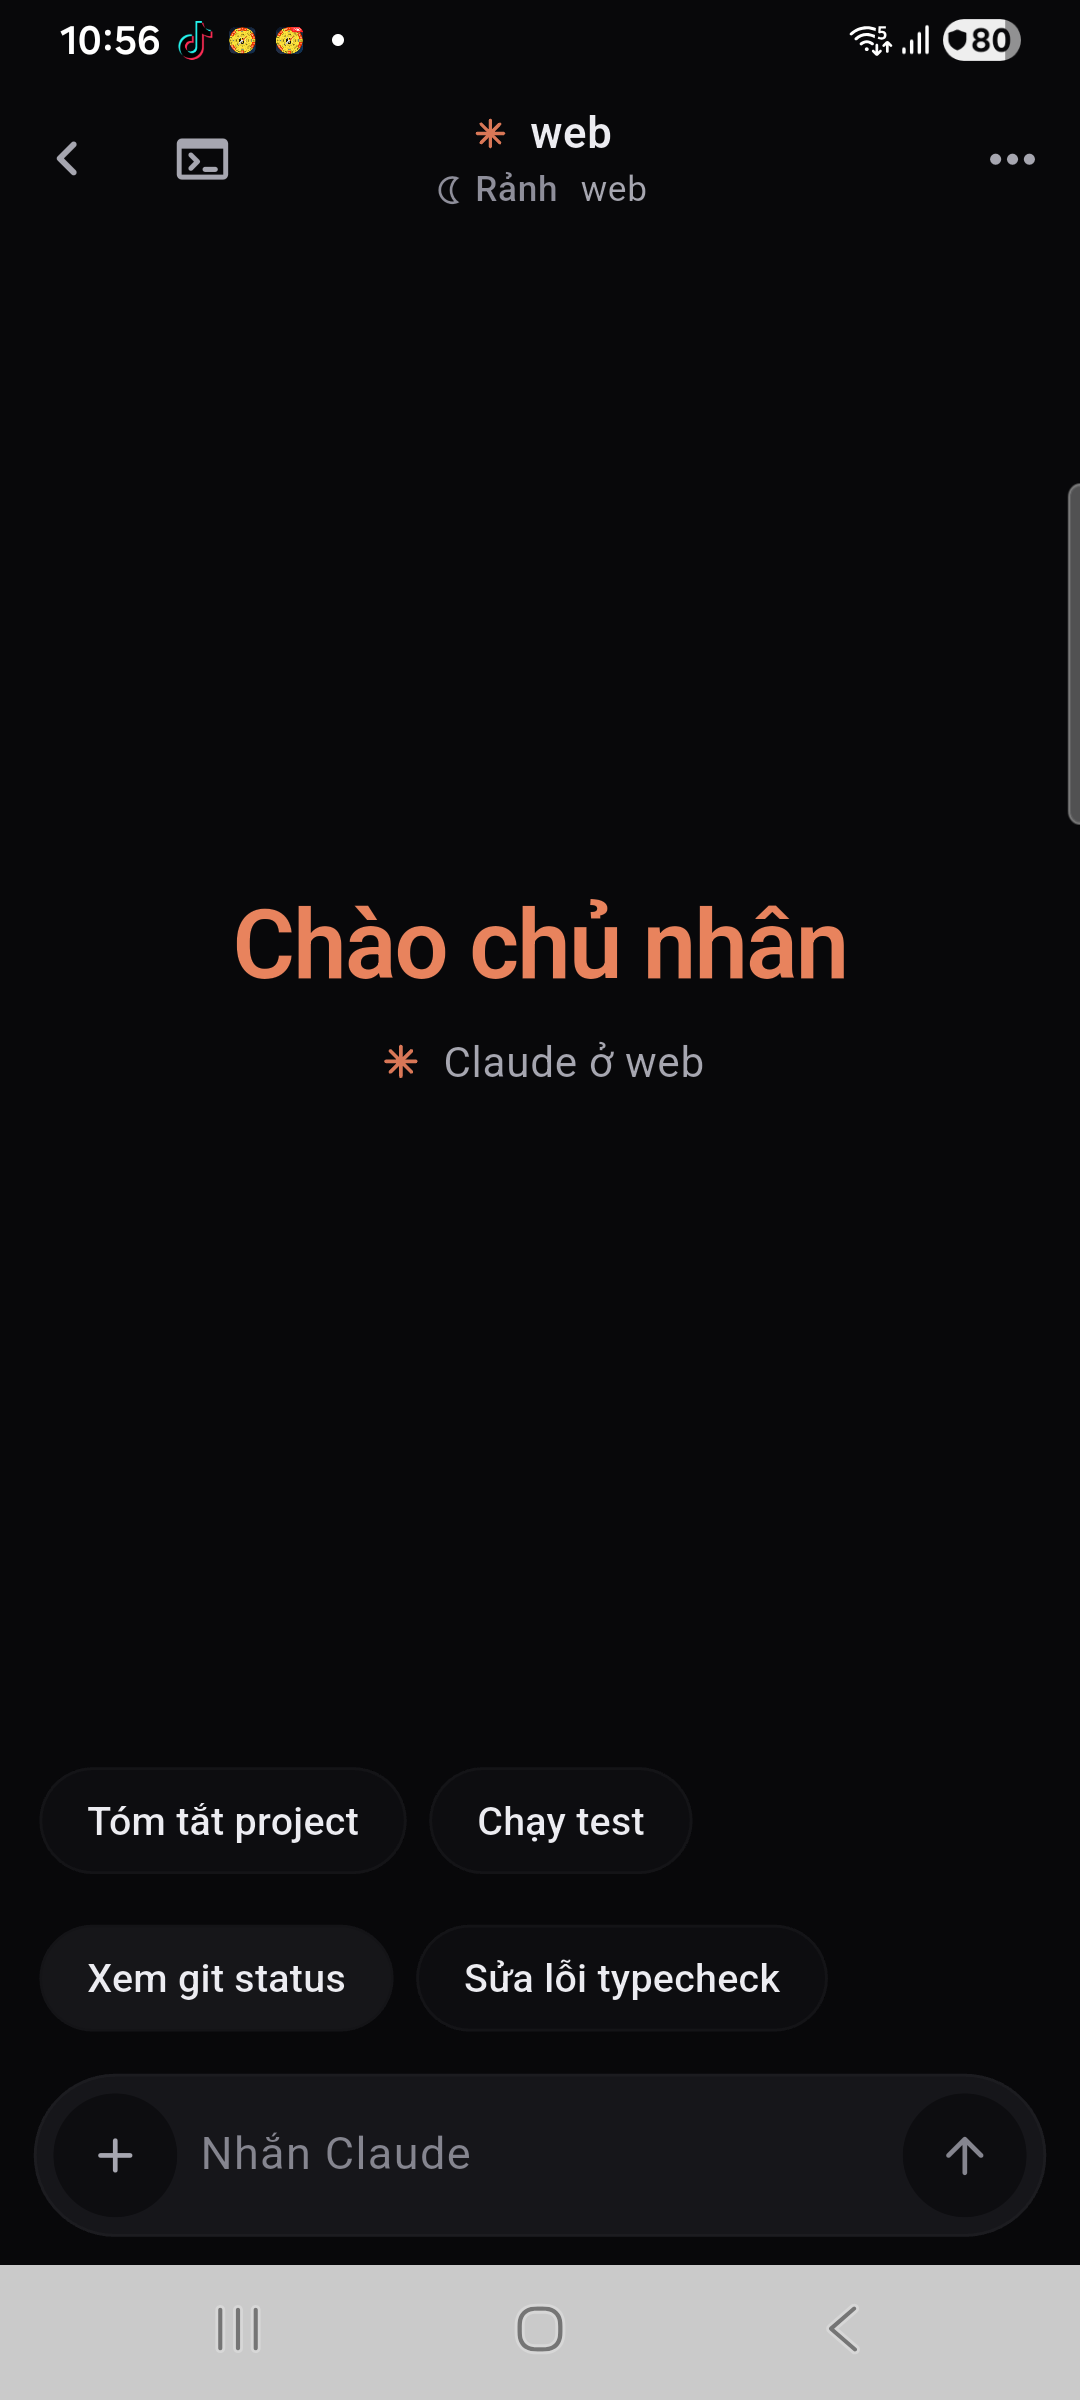 10:56
5
80
web
Rảnh web
Chào chủ nhân
Claude ở web
Tóm tắt project
Chạy test
Xem git status
Sửa lỗi typecheck
Nhắn Claude